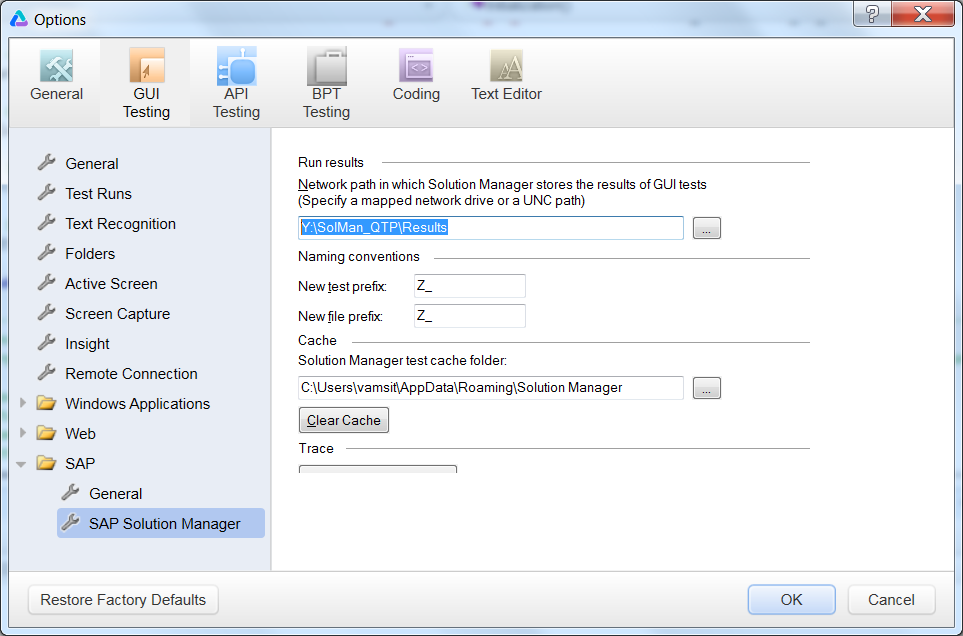 Options
General
GUI
Testing
API
Testing
BPT
Testing
Coding
Text Editor
General
Test Runs
Text Recognition
Folders
Active Screen
Screen Capture
Insight
Remote Connection
Windows Applications
Web
SAP
General
SAP Solution Manager
Run results
Network path in which Solution Manager stores the results of GUI tests
(Specify a mapped network drive or a UNC path)
Y:\SolMan_QTP\Results
...
Naming conventions
New test prefix: Z_
New file prefix: Z_
Cache
Solution Manager test cache folder:
C:\Users\vamsit\AppData\Roaming\Solution Manager
...
Clear Cache
Trace
Restore Factory Defaults
OK
Cancel